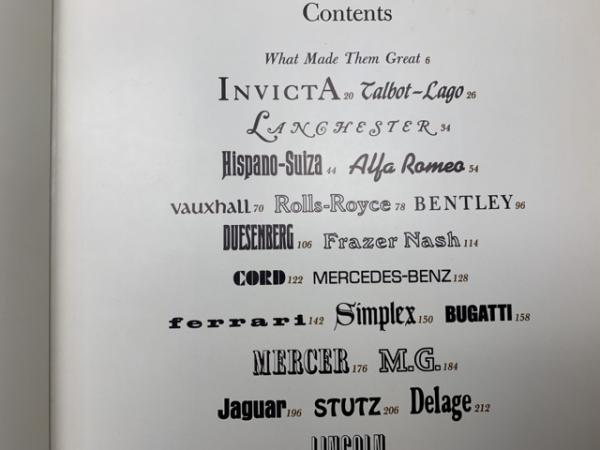 Contents
What Made Them Great 6
INVICTA 20 Talbot-Lago 26
LANCHESTER 34
Hispano-Suiza 44 Alfa Romeo 54
vauxhall 70 Rolls-Royce 78 BENTLEY 96
DUESENBERG 106 Frazer Nash 114
CORD 122 MERCEDES-BENZ 128
ferrari 142 Simplex 150 BUGATTI 158
MERCER 176 M.G. 184
Jaguar 196 STUTZ 206 Delage 212
LINCOLN